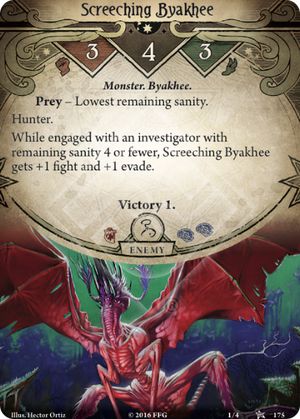 Screeching Byakhee
3 4 3
Monster. Byakhee.
Prey – Lowest remaining sanity.
Hunter.
While engaged with an investigator with
remaining sanity 4 or fewer, Screeching Byakhee
gets +1 fight and +1 evade.
Victory 1.
ENEMY
Illus. Hector Ortiz © 2016 FFG 1/4 175